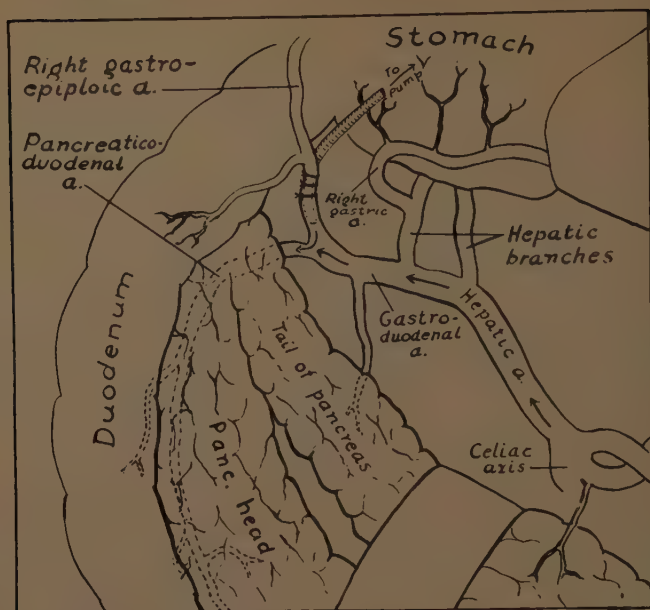 Stomach
Right gastro-
epiploic a.
To
pump
Pancreatico-
duodenal
a.
Right
gastric
a.
Hepatic
branches
Duodenum
Gastro-
duodenal
a.
Hepatic a.
Tail of pancreas
Panc. head
Celiac
axis